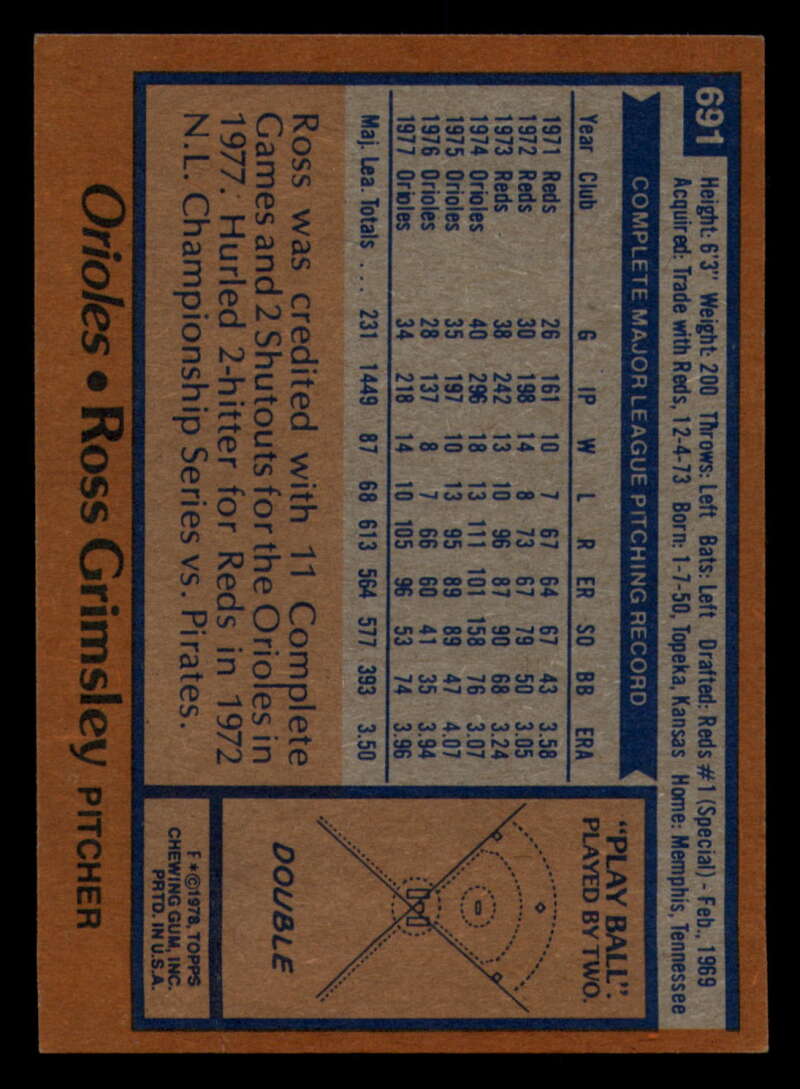 691
Height: 6'3" Weight: 200 Throws: Left Bats: Left Drafted: Reds #1 (Special) - Feb., 1969
Acquired: Trade with Reds, 12-4-73 Born: 1-7-50, Topeka, Kansas Home: Memphis, Tennessee
COMPLETE MAJOR LEAGUE PITCHING RECORD
Year Club G IP W L R ER SO BB ERA
1971 Reds 26 161 10 7 67 64 67 43 3.58
1972 Reds 30 198 14 8 73 67 79 50 3.05
1973 Reds 38 242 13 10 96 87 90 68 3.24
1974 Orioles 40 296 18 13 111 101 158 76 3.07
1975 Orioles 35 197 10 13 95 89 89 47 4.07
1976 Orioles 28 137 8 7 66 60 41 35 3.94
1977 Orioles 34 218 14 10 105 96 53 74 3.96
Maj. Lea. Totals . . . 231 1449 87 68 613 564 577 393 3.50
Ross was credited with 11 Complete
Games and 2 Shutouts for the Orioles in
1977. Hurled 2-hitter for Reds in 1972
N.L. Championship Series vs. Pirates.
"PLAY BALL".
PLAYED BY TWO.
DOUBLE
F*©1978, TOPPS
CHEWING GUM, INC.
PRTD. IN U.S.A.
Orioles • Ross Grimsley PITCHER